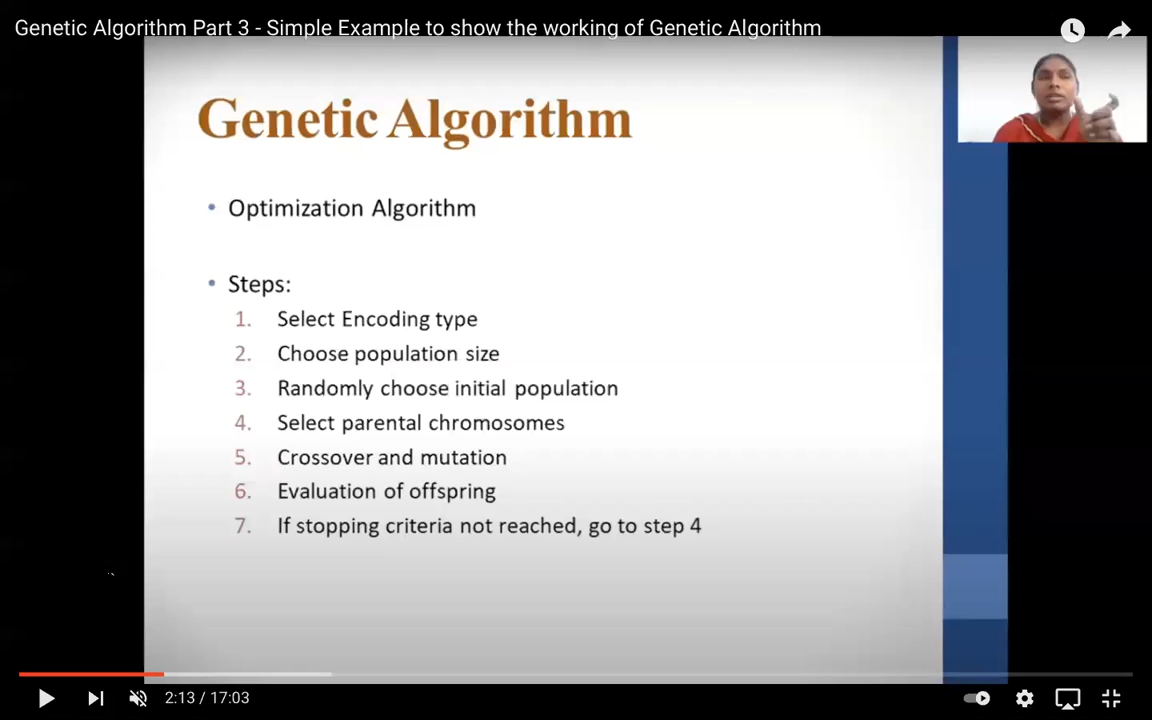 Genetic Algorithm Part 3 - Simple Example to show the working of Genetic Algorithm
Genetic Algorithm
• Optimization Algorithm
• Steps:
1. Select Encoding type
2. Choose population size
3. Randomly choose initial population
4. Select parental chromosomes
5. Crossover and mutation
6. Evaluation of offspring
7. If stopping criteria not reached, go to step 4
2:13 / 17:03